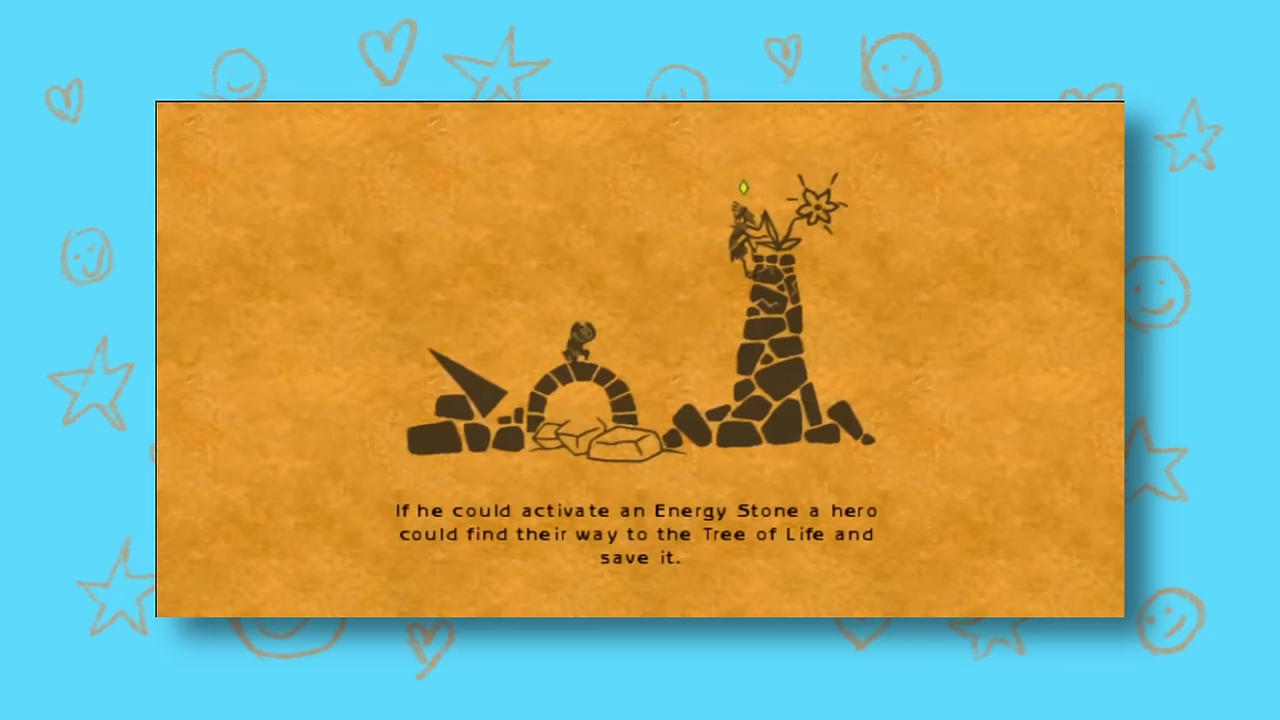 If he could activate an Energy Stone a hero
could find their way to the Tree of Life and
save it.